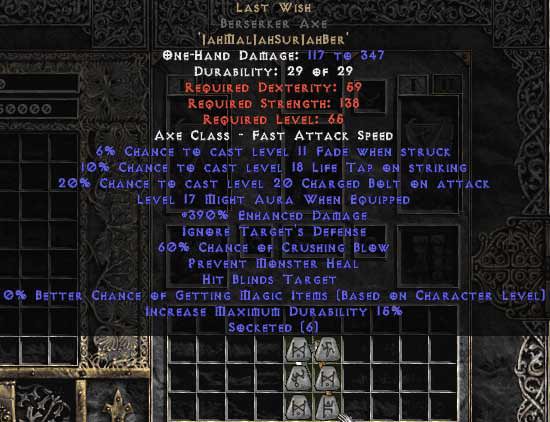 Last Wish
Berserker Axe
'JahMalJahSurJahBer'
One-Hand Damage: 117 to 347
Durability: 29 of 29
Required Dexterity: 59
Required Strength: 138
Required Level: 65
Axe Class - Fast Attack Speed
6% Chance to cast level 11 Fade when struck
10% Chance to cast level 18 Life Tap on striking
20% Chance to cast level 20 Charged Bolt on attack
Level 17 Might Aura When Equipped
+390% Enhanced Damage
Ignore Target's Defense
60% Chance of Crushing Blow
Prevent Monster Heal
Hit Blinds Target
0% Better Chance of Getting Magic Items (Based on Character Level)
Increase Maximum Durability 15%
Socketed (6)